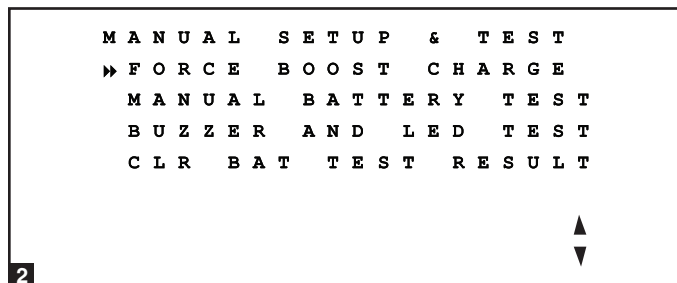 MANUAL SETUP & TEST
FORCE BOOST CHARGE
MANUAL BATTERY TEST
BUZZER AND LED TEST
CLR BAT TEST RESULT
2